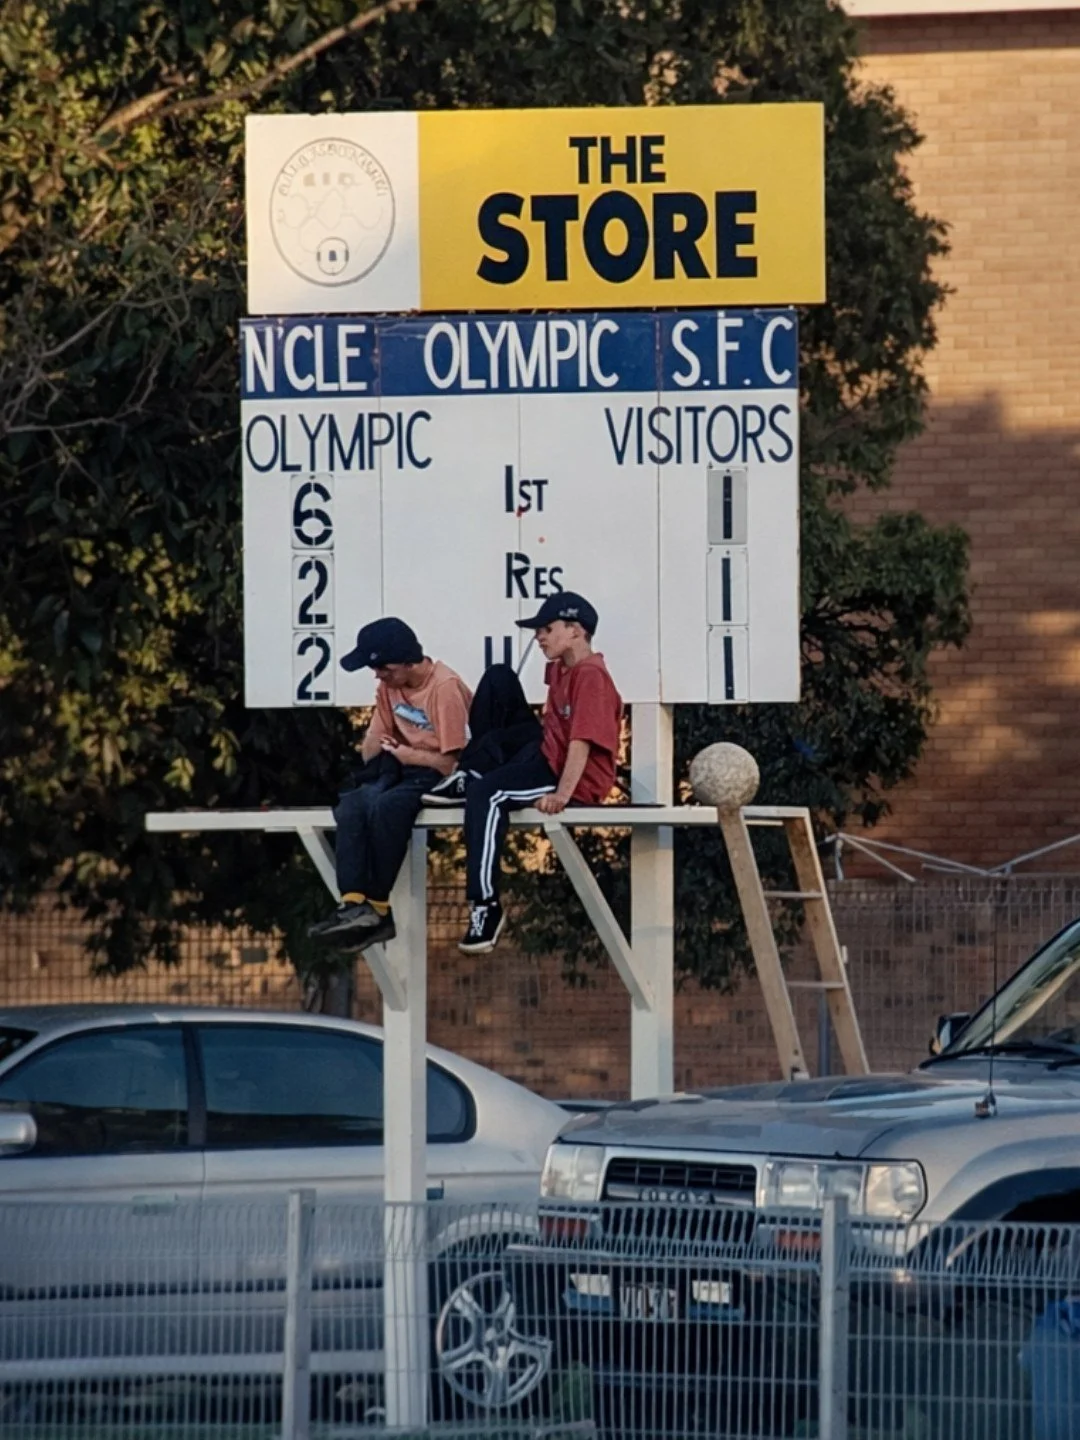 THE
STORE
N'CLE OLYMPIC S.F.C
OLYMPIC VISITORS
6 1ST 1
2 RES 1
2 1